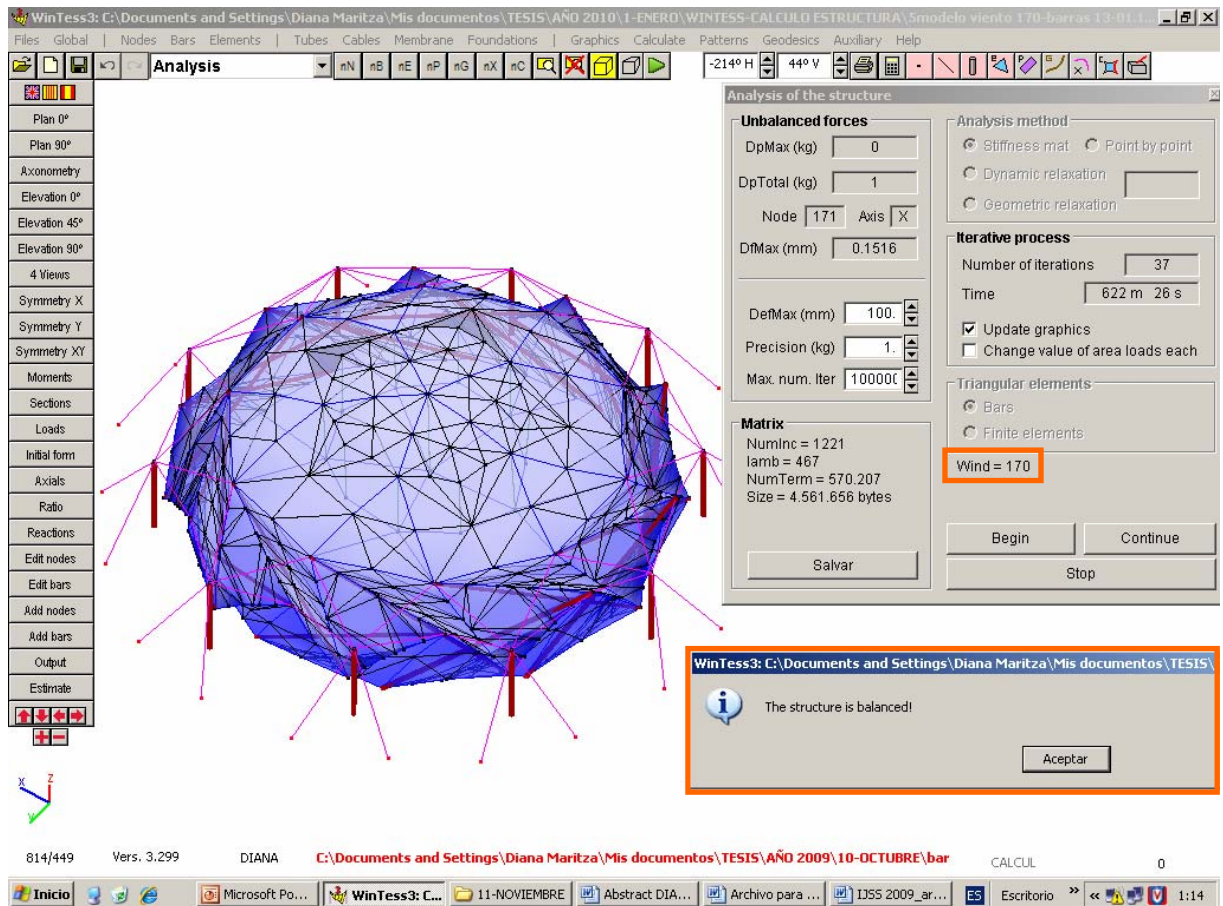 WinTess3: C:\Documents and Settings\Diana Maritza\Mis documentos\TESIS\AÑO 2010\1-ENERO\WINTESS-CALCULO ESTRUCTURA\5modelo viento 170-barras 13-01.1...
Files Global | Nodes Bars Elements | Tubes Cables Membrane Foundations | Graphics Calculate Patterns Geodesics Auxiliary Help
Analysis nN nB nE nP nG nX nC -214º H 44º V
Plan 0º
Plan 90º
Axonometry
Elevation 0º
Elevation 45º
Elevation 90º
4 Views
Symmetry X
Symmetry Y
Symmetry XY
Moments
Sections
Loads
Initial form
Axials
Ratio
Reactions
Edit nodes
Edit bars
Add nodes
Add bars
Output
Estimate
x z
y
Analysis of the structure
Unbalanced forces
DpMax (kg) 0
DpTotal (kg) 1
Node 171 Axis X
DfMax (mm) 0.1516
DefMax (mm) 100.
Precision (kg) 1.
Max. num. Iter 10000(
Matrix
NumInc = 1221
lamb = 467
NumTerm = 570.207
Size = 4.561.656 bytes
Salvar
Analysis method
Stiffness mat Point by point
Dynamic relaxation
Geometric relaxation
Iterative process
Number of iterations 37
Time 622 m 26 s
Update graphics
Change value of area loads each
Triangular elements
Bars
Finite elements
Wind = 170
Begin Continue
Stop
WinTess3: C:\Documents and Settings\Diana Maritza\Mis documentos\TESIS\
The structure is balanced!
Aceptar
814/449 Vers. 3.299 DIANA C:\Documents and Settings\Diana Maritza\Mis documentos\TESIS\AÑO 2009\10-OCTUBRE\bar CALCUL 0
Inicio Microsoft Po... WinTess3: C... 11-NOVIEMBRE Abstract DIA... Archivo para ... IJSS 2009_ar... ES Escritorio » « 1:14